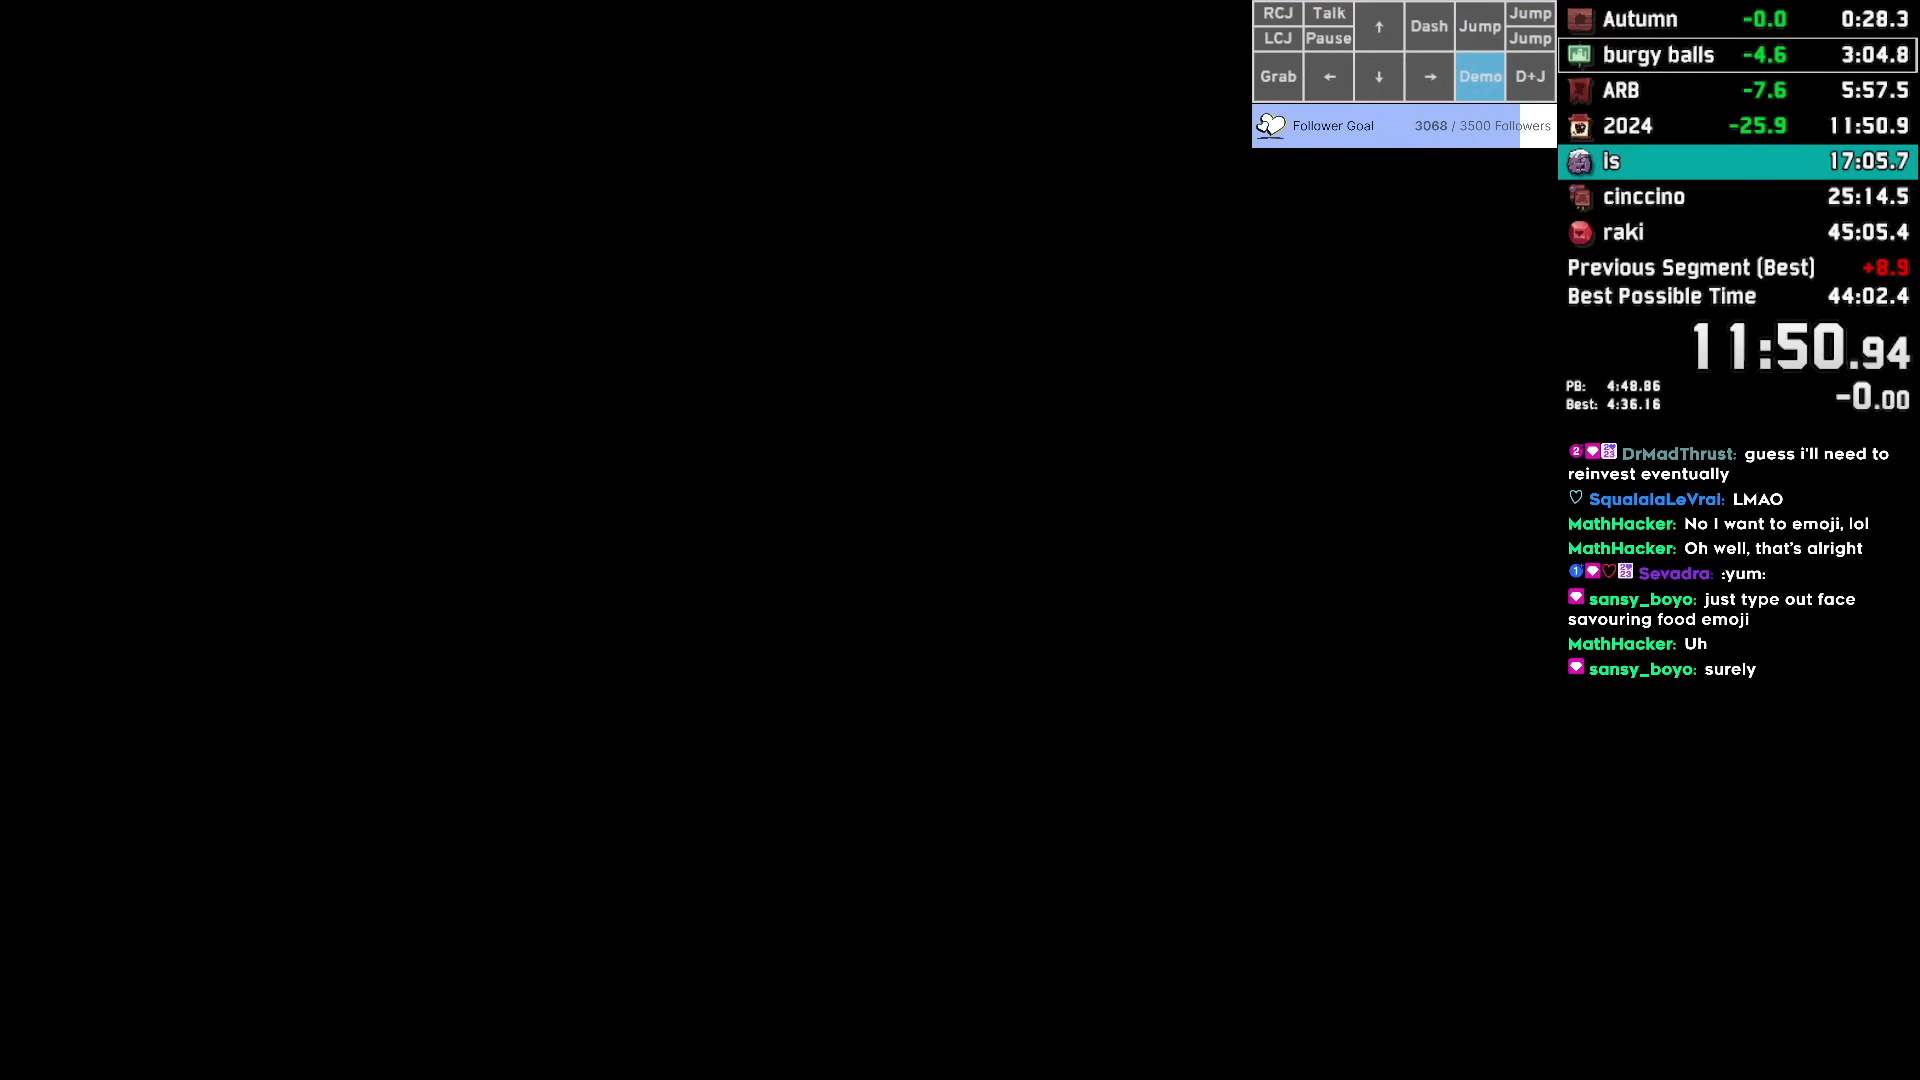 RCJ Talk ↑ Dash Jump Jump
LCJ Pause Jump
Grab ← ↓ → Demo D+J
Follower Goal 3068 / 3500 Followers
Autumn -0.0 0:28.3
burgy balls -4.6 3:04.8
ARB -7.6 5:57.5
2024 -25.9 11:50.9
is 17:05.7
cinccino 25:14.5
raki 45:05.4
Previous Segment (Best) +8.9
Best Possible Time 44:02.4
11:50.94
PB: 4:48.86
Best: 4:36.16
-0.00
DrMadThrust: guess i'll need to
reinvest eventually
SqualalaLeVrai: LMAO
MathHacker: No I want to emoji, lol
MathHacker: Oh well, that's alright
Sevadra: :yum:
sansy_boyo: just type out face
savouring food emoji
MathHacker: Uh
sansy_boyo: surely